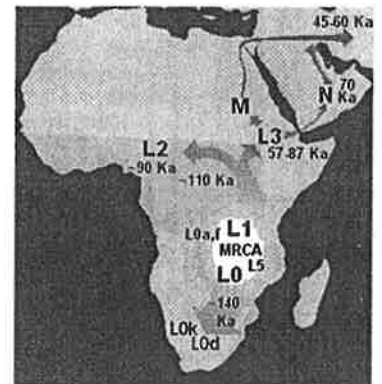 45-60 Ka
M
N
70
Ka
L3
57-87 Ka
L2
~90 Ka
~110 Ka
L0a,f
L1
MRCA
L5
L0
~140
Ka
L0k
L0d